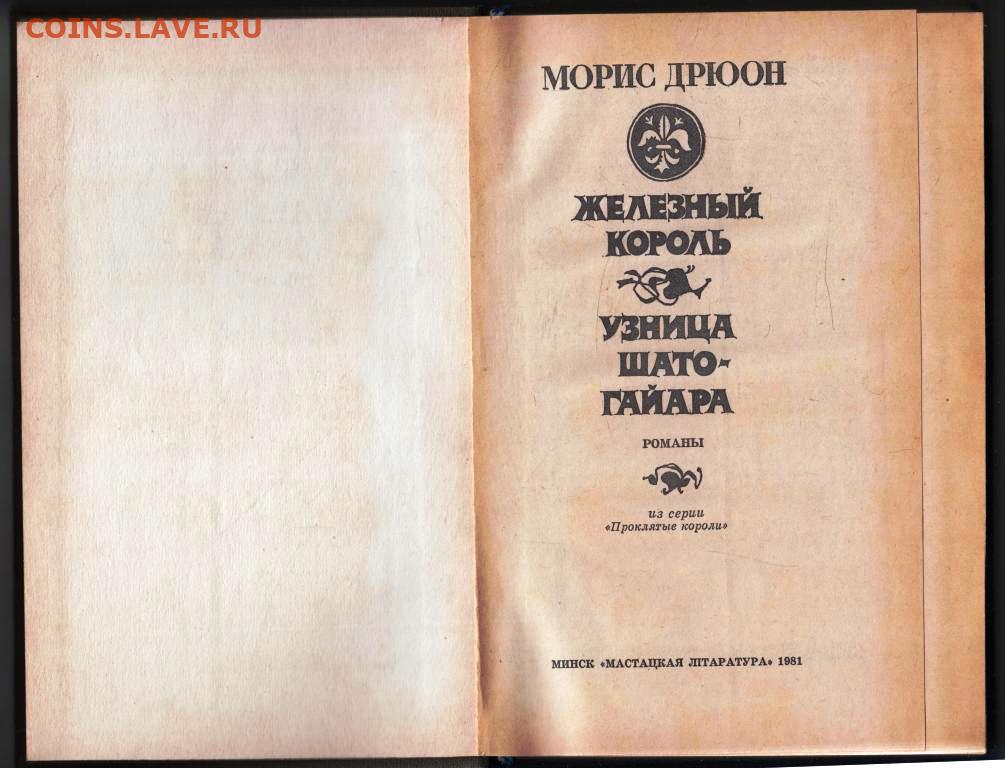 COINS.LAVE.RU
МОРИС ДРЮОН
ЖЕЛЕЗНЫЙ
КОРОЛЬ
УЗНИЦА
ШАТО-
ГАЙАРА
РОМАНЫ
из серии
«Проклятые короли»
МИНСК «МАСТАЦКАЯ ЛІТАРАТУРА» 1981